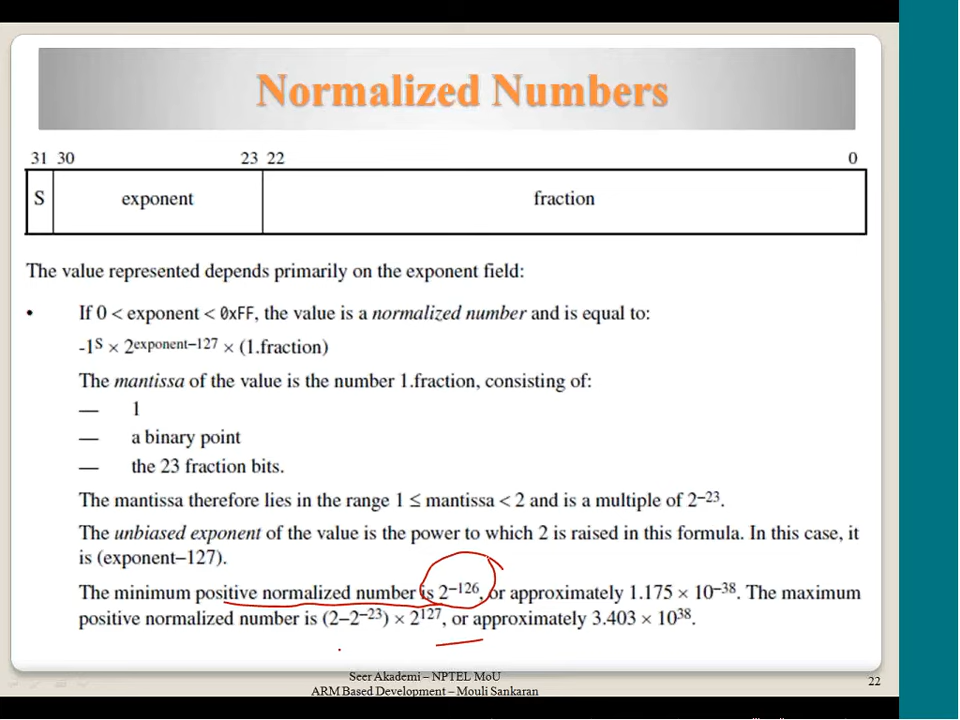 Normalized Numbers
31 30 23 22 0
S exponent fraction
The value represented depends primarily on the exponent field:
• If 0 < exponent < 0xFF, the value is a normalized number and is equal to:
-1ˢ × 2ᵉˣᵖᵒⁿᵉⁿᵗ⁻¹²⁷ × (1.fraction)
The mantissa of the value is the number 1.fraction, consisting of:
— 1
— a binary point
— the 23 fraction bits.
The mantissa therefore lies in the range 1 ≤ mantissa < 2 and is a multiple of 2⁻²³.
The unbiased exponent of the value is the power to which 2 is raised in this formula. In this case, it
is (exponent−127).
The minimum positive normalized number is 2⁻¹²⁶, or approximately 1.175 × 10⁻³⁸. The maximum
positive normalized number is (2−2⁻²³) × 2¹²⁷, or approximately 3.403 × 10³⁸.
Seer Akademi – NPTEL MoU
ARM Based Development – Mouli Sankaran
22